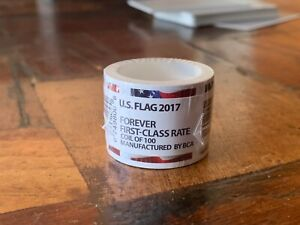 U.S. FLAG 2017
FOREVER
FIRST-CLASS RATE
COIL OF 100
MANUFACTURED BY BCA